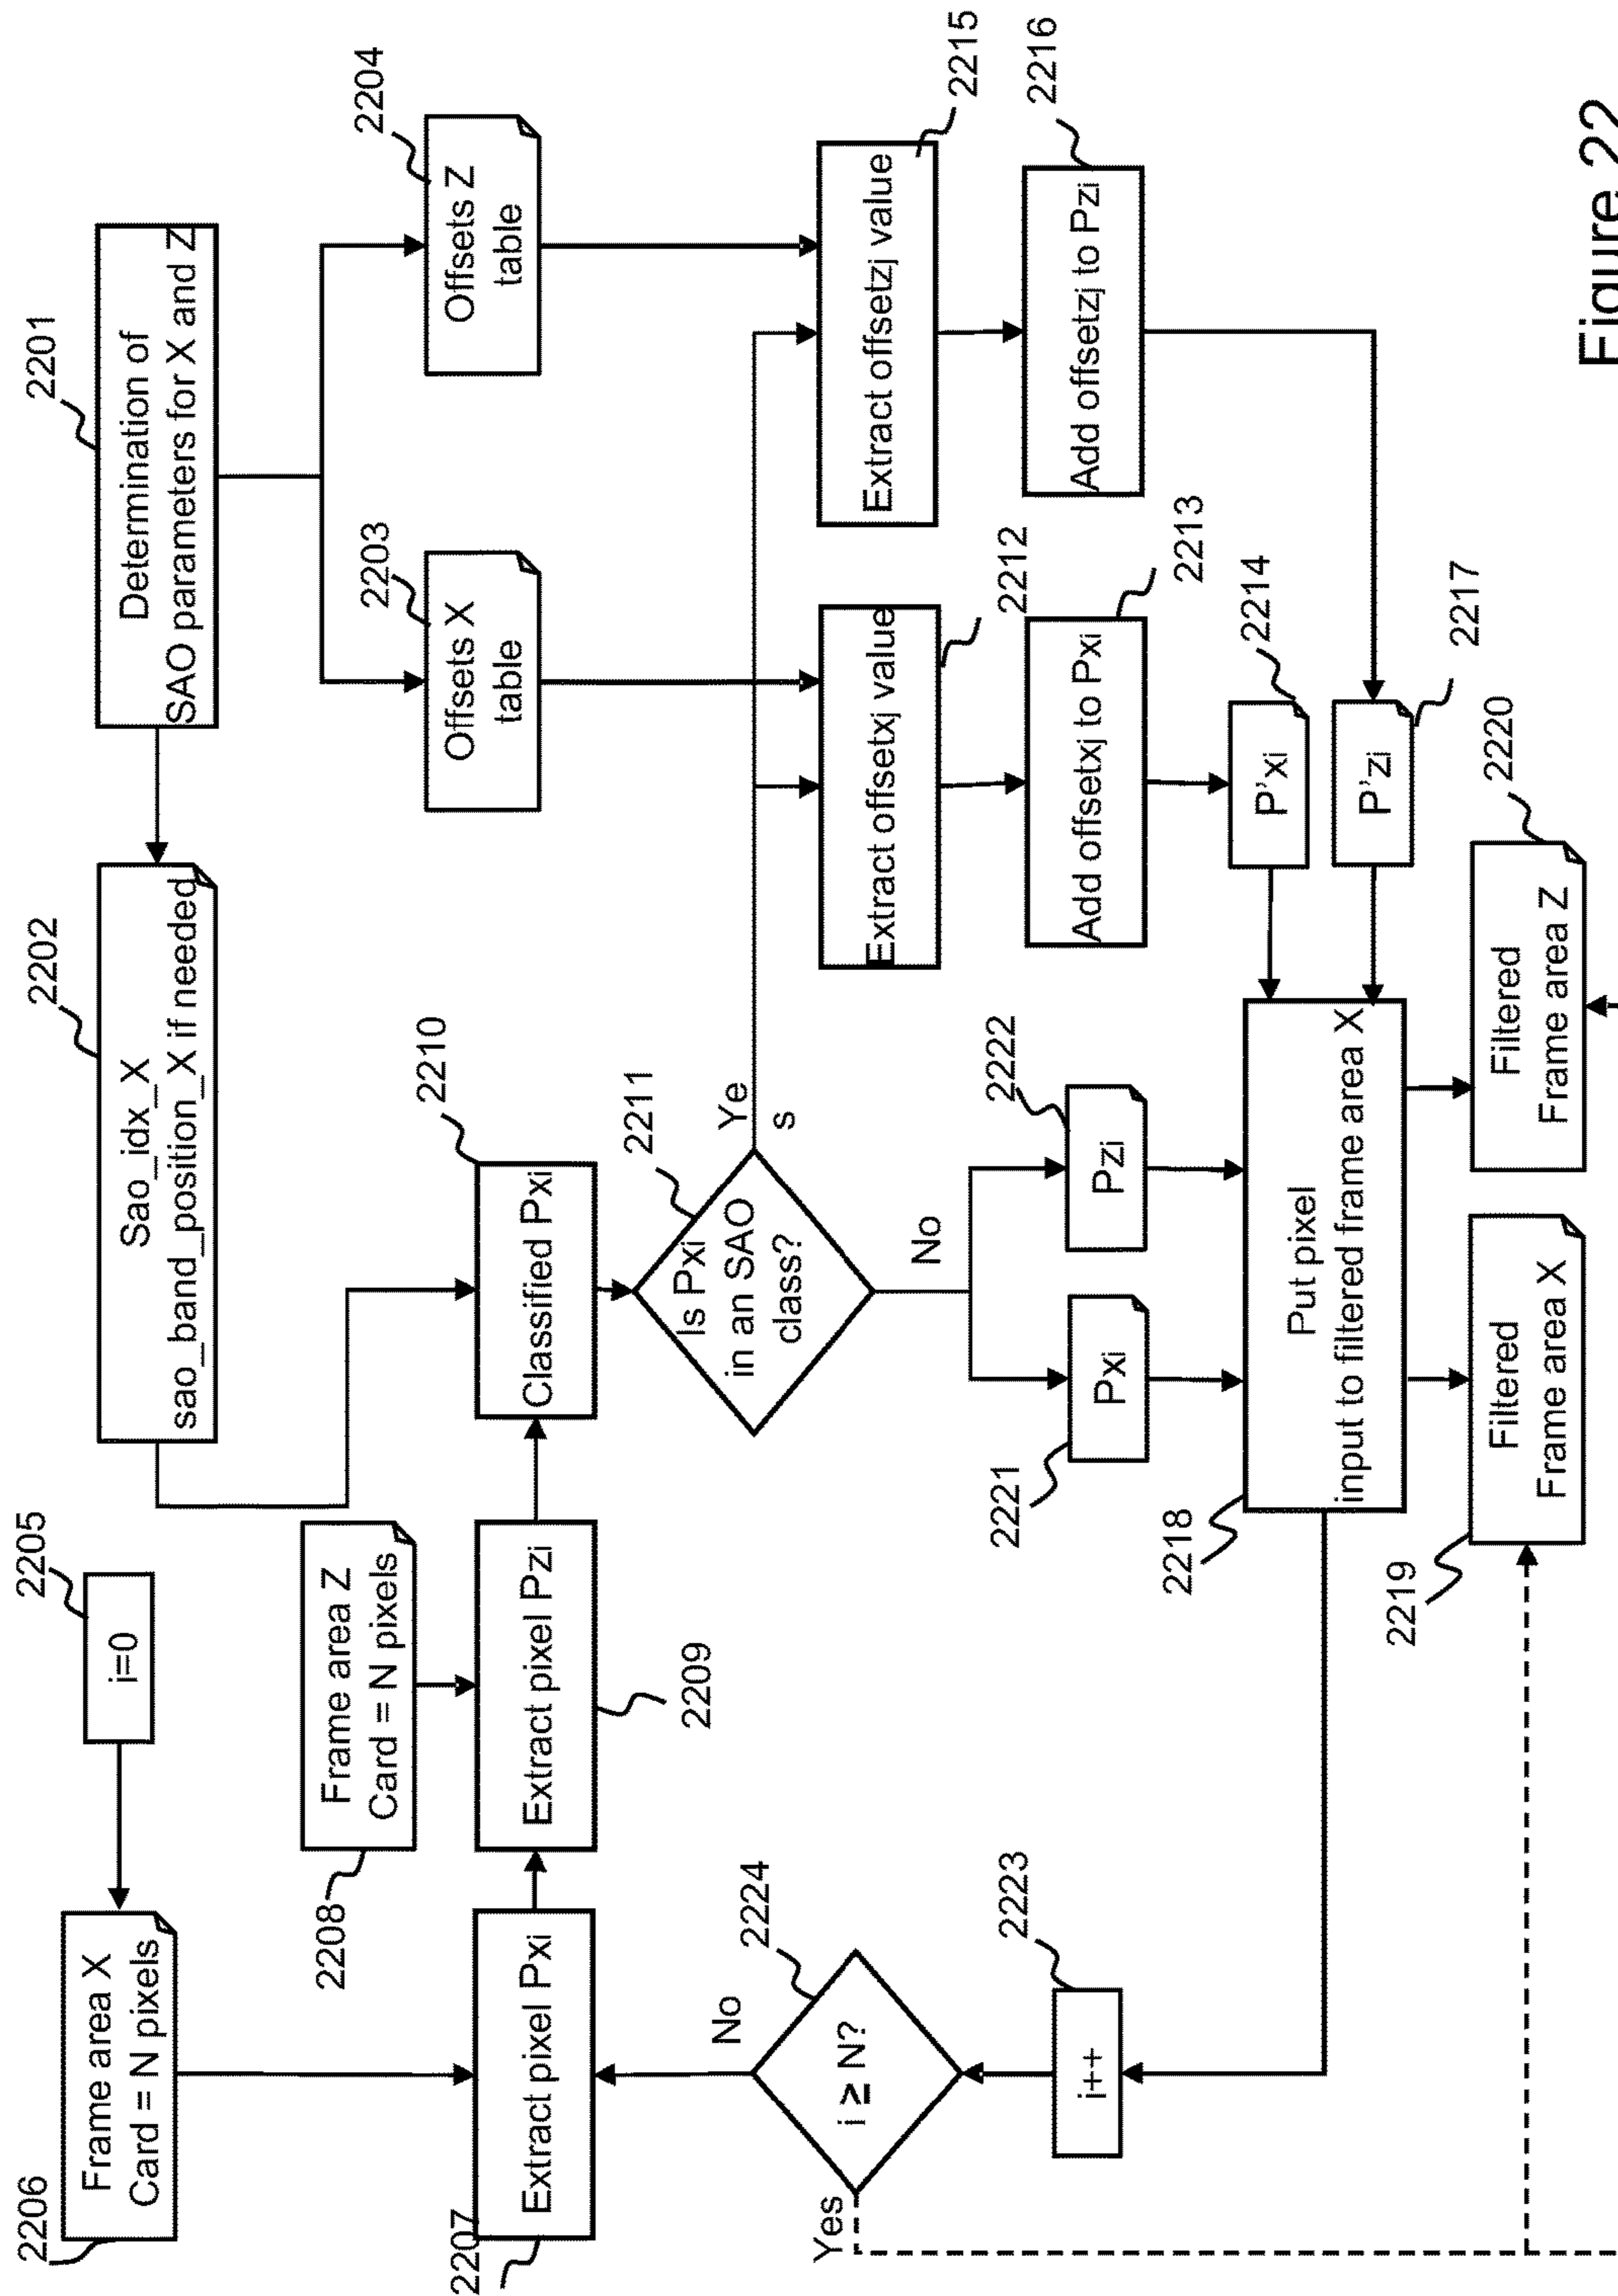 2206
Frame area X
Card = N pixels
2205
i=0
2202
Sao_idx_X
sao_band_position_X if needed
2201
Determination of
SAO parameters for X and Z
2208
Frame area Z
Card = N pixels
2203
Offsets X
table
2204
Offsets Z
table
2207
Extract pixel Pxi
Extract pixel Pzi
2209
Classified Pxi
2210
2211
Is Pxi
in an SAO
class?
Ye
s
No
2224
i ≥ N?
No
Yes
2223
i++
Extract offsetxj value
2212
Extract offsetzj value
2215
Add offsetxj to Pxi
2213
Add offsetzj to Pzi
2216
2221
Pxi
2222
Pzi
P'xi
2214
P'zi
2217
2218
Put pixel
input to filtered frame area X
2219
Filtered
Frame area X
2220
Filtered
Frame area Z
Figure 22